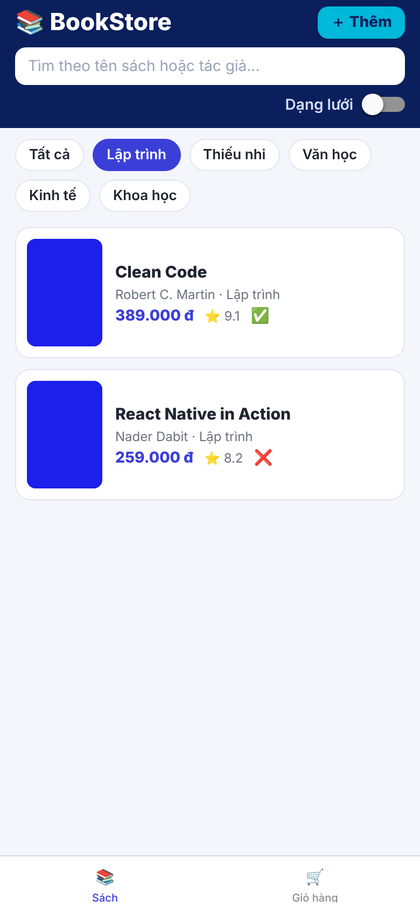 📚 BookStore
+ Thêm
Tìm theo tên sách hoặc tác giả...
Dạng lưới
Tất cả
Lập trình
Thiếu nhi
Văn học
Kinh tế
Khoa học
Clean Code
Robert C. Martin · Lập trình
389.000 đ ⭐ 9.1 ✅
React Native in Action
Nader Dabit · Lập trình
259.000 đ ⭐ 8.2 ❌
Sách
Giỏ hàng